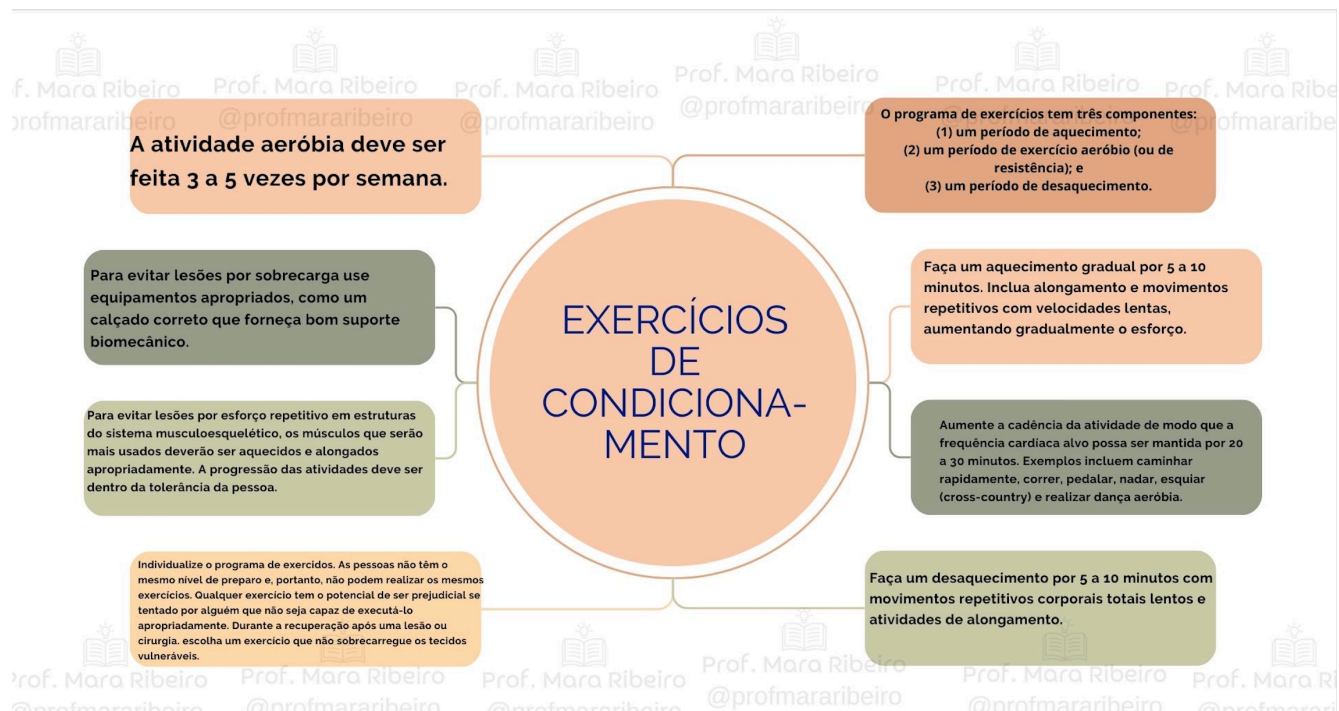 Prof. Mara Ribeiro
@profmararibeiro
A atividade aeróbia deve ser
feita 3 a 5 vezes por semana.
O programa de exercícios tem três componentes:
(1) um período de aquecimento;
(2) um período de exercício aeróbio (ou de
resistência); e
(3) um período de desaquecimento.
Para evitar lesões por sobrecarga use
equipamentos apropriados, como um
calçado correto que forneça bom suporte
biomecânico.
Faça um aquecimento gradual por 5 a 10
minutos. Inclua alongamento e movimentos
repetitivos com velocidades lentas,
aumentando gradualmente o esforço.
EXERCÍCIOS
DE
CONDICIONA-
MENTO
Para evitar lesões por esforço repetitivo em estruturas
do sistema musculoesquelético, os músculos que serão
mais usados deverão ser aquecidos e alongados
apropriadamente. A progressão das atividades deve ser
dentro da tolerância da pessoa.
Aumente a cadência da atividade de modo que a
frequência cardíaca alvo possa ser mantida por 20
a 30 minutos. Exemplos incluem caminhar
rapidamente, correr, pedalar, nadar, esquiar
(cross-country) e realizar dança aeróbia.
Individualize o programa de exercidos. As pessoas não têm o
mesmo nível de preparo e, portanto, não podem realizar os mesmos
exercícios. Qualquer exercício tem o potencial de ser prejudicial se
tentado por alguém que não seja capaz de executá-lo
apropriadamente. Durante a recuperação após uma lesão ou
cirurgia. escolha um exercício que não sobrecarregue os tecidos
vulneráveis.
Faça um desaquecimento por 5 a 10 minutos com
movimentos repetitivos corporais totais lentos e
atividades de alongamento.